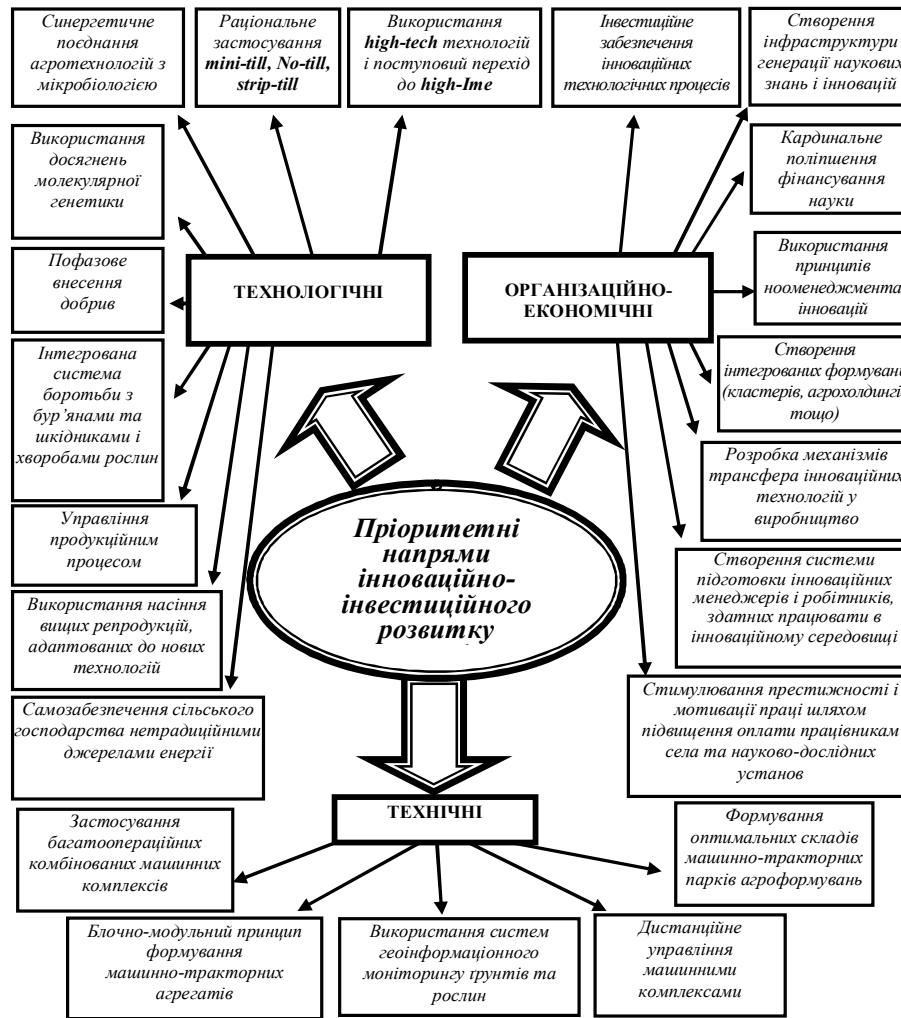 Синергетичне
поєднання
агротехнологій з
мікробіологією
Раціональне
застосування
mini-till, No-till,
strip-till
Використання
high-tech технологій
і поступовий перехід
до high-Ime
Інвестиційне
забезпечення
інноваційних
технологічних процесів
Створення
інфраструктури
генерації наукових
знань і інновацій
Використання
досягнень
молекулярної
генетики
Кардинальне
поліпшення
фінансування
науки
Пофазове
внесення
добрив
ТЕХНОЛОГІЧНІ
ОРГАНІЗАЦІЙНО-
ЕКОНОМІЧНІ
Використання
принципів
нооменеджмента
інновацій
Інтегрована
система
боротьби з
бур’янами та
шкідниками і
хворобами рослин
Створення
інтегрованих формувань
(кластерів, агрохолдингів
тощо)
Розробка механізмів
трансфера інноваційних
технологій у
виробництво
Управління
продукційним
процесом
Пріоритетні
напрями
інноваційно-
інвестиційного
розвитку
Створення системи
підготовки інноваційних
менеджерів і робітників,
здатних працювати в
інноваційному середовищі
Використання насіння
вищих репродукцій,
адаптованих до нових
технологій
Самозабезпечення сільського
господарства нетрадиційними
джерелами енергії
Стимулювання престижності і
мотивації праці шляхом
підвищення оплати працівникам
села та науково-дослідних
установ
ТЕХНІЧНІ
Застосування
багатоопераційних
комбінованих машинних
комплексів
Формування
оптимальних складів
машинно-тракторних
парків агроформувань
Блочно-модульний принцип
формування
машинно-тракторних
агрегатів
Використання систем
геоінформаційного
моніторингу ґрунтів та
рослин
Дистанційне
управління
машинними
комплексами